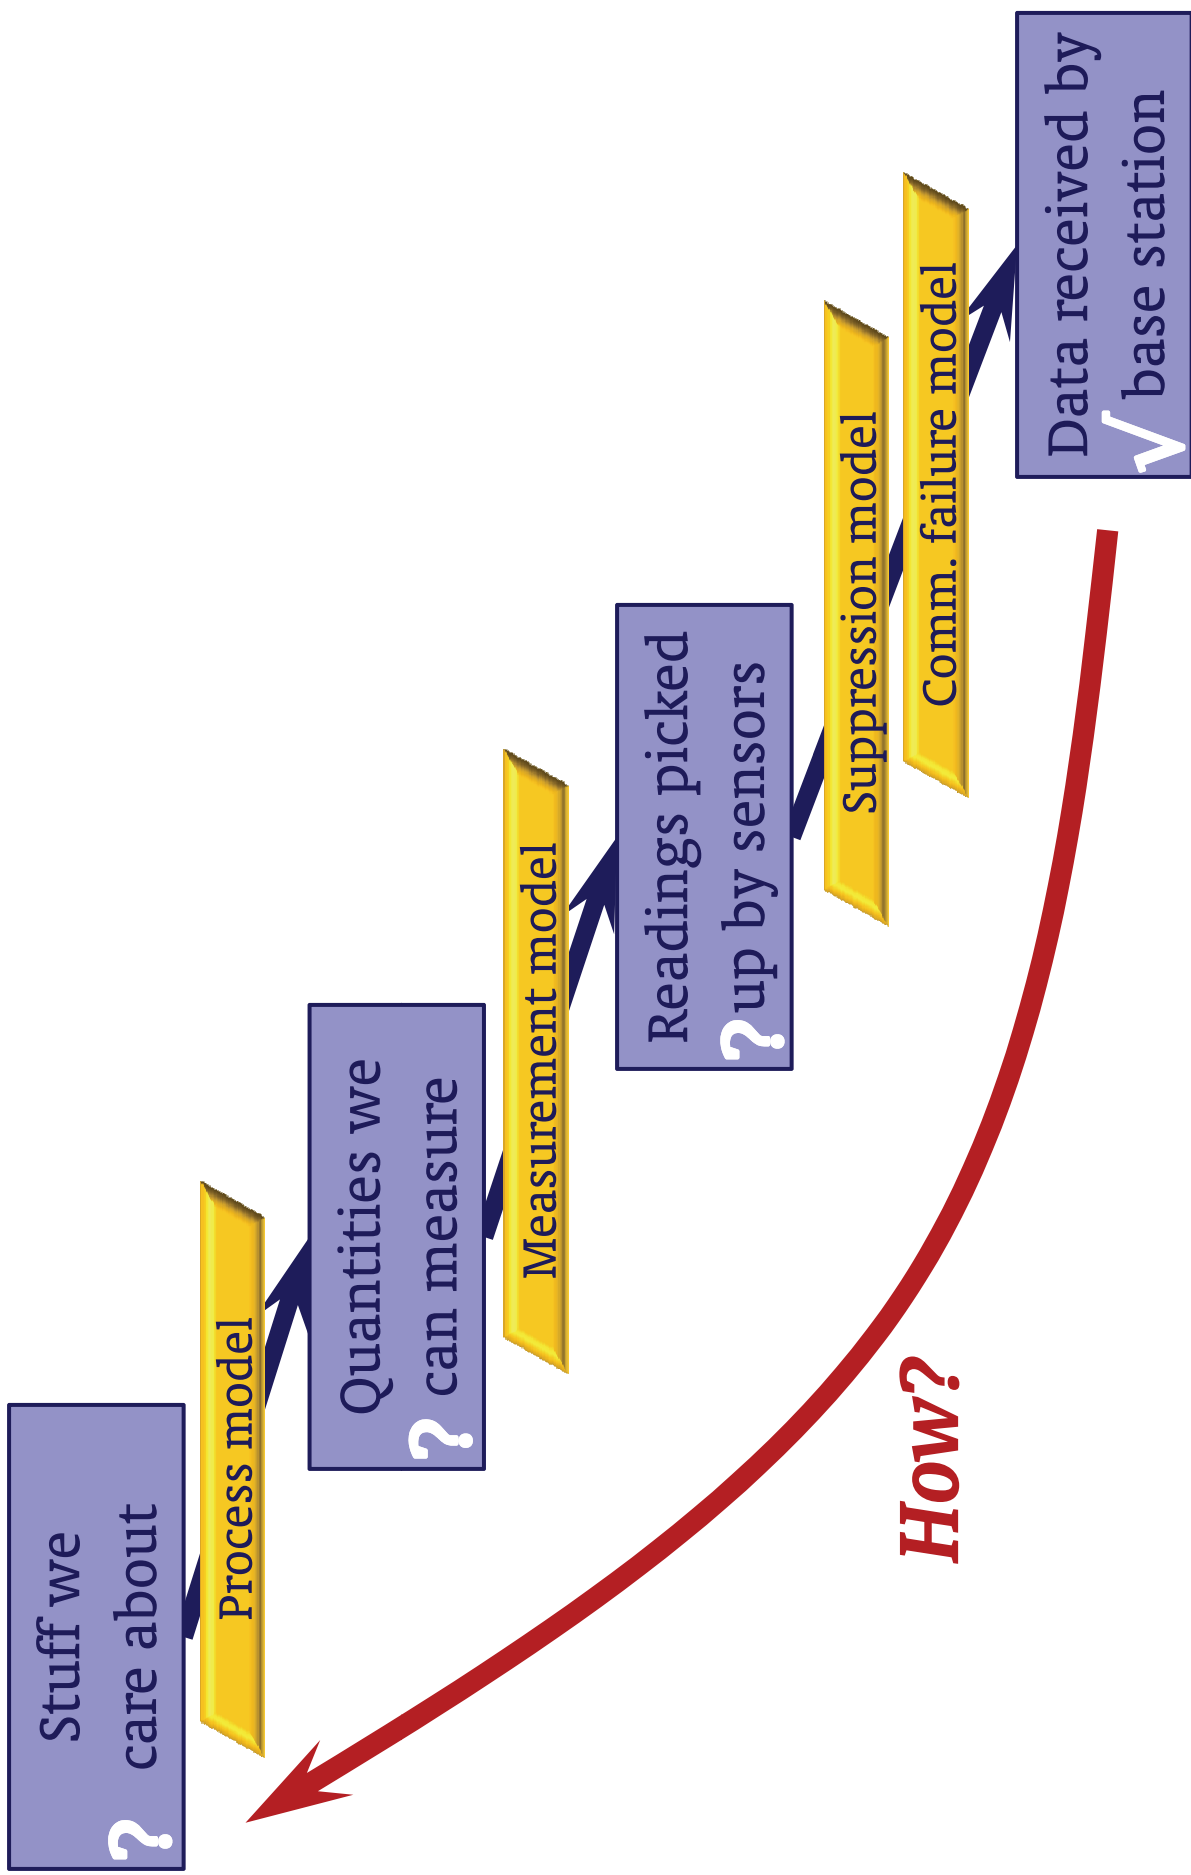 Stuff we
? care about
Process model
Quantities we
? can measure
Measurement model
Readings picked
? up by sensors
Suppression model
Comm. failure model
Data received by
√ base station
How?